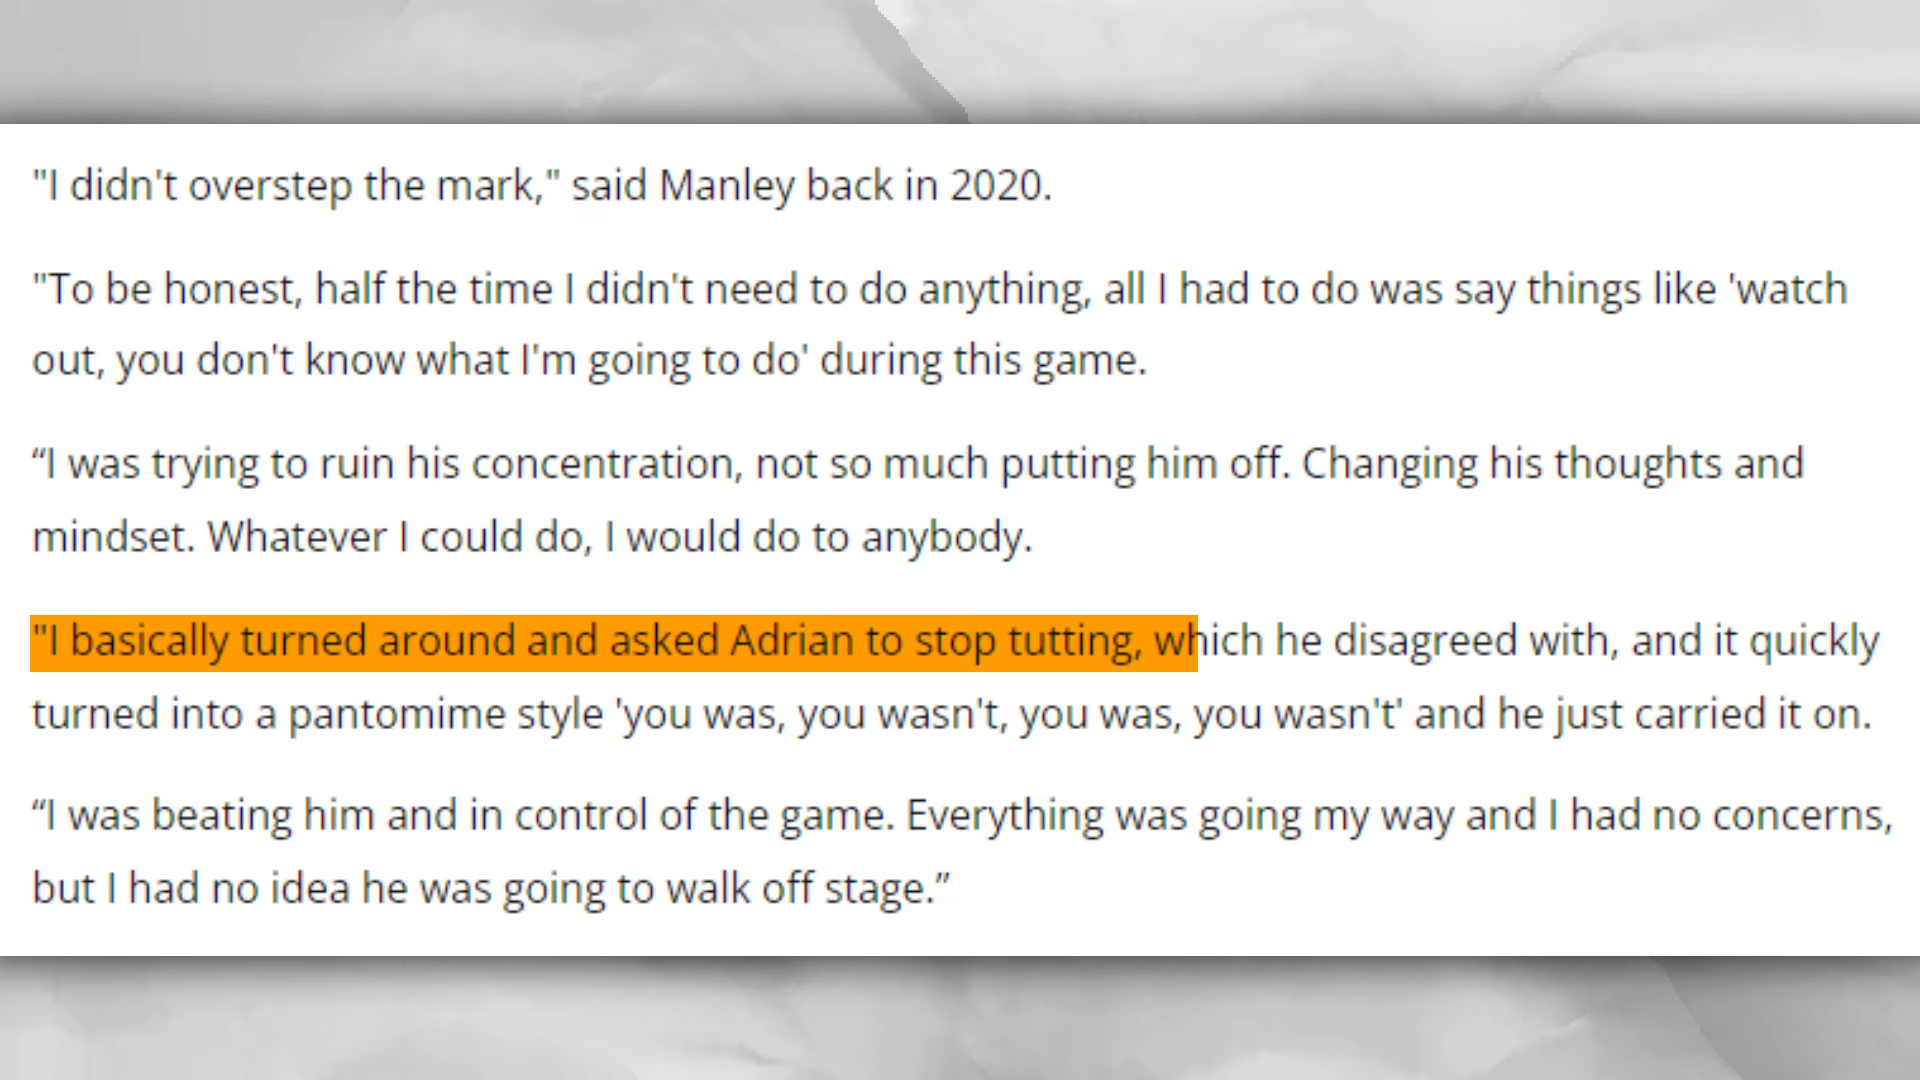 "I didn't overstep the mark," said Manley back in 2020.
"To be honest, half the time I didn't need to do anything, all I had to do was say things like 'watch
out, you don't know what I'm going to do' during this game.
“I was trying to ruin his concentration, not so much putting him off. Changing his thoughts and
mindset. Whatever I could do, I would do to anybody.
"I basically turned around and asked Adrian to stop tutting, which he disagreed with, and it quickly
turned into a pantomime style 'you was, you wasn't, you was, you wasn't' and he just carried it on.
“I was beating him and in control of the game. Everything was going my way and I had no concerns,
but I had no idea he was going to walk off stage.”